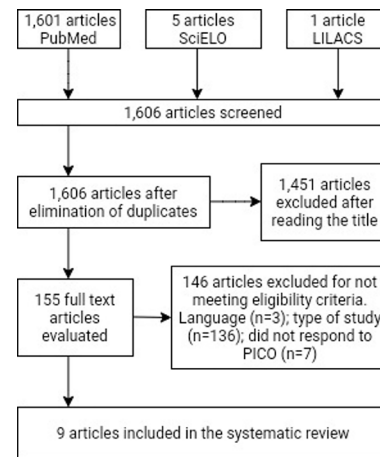 1,601 articles
PubMed
5 articles
SciELO
1 article
LILACS
1,606 articles screened
1,606 articles after
elimination of duplicates
1,451 articles
excluded after
reading the title
155 full text
articles
evaluated
146 articles excluded for not
meeting eligibility criteria.
Language (n=3); type of study
(n=136); did not respond to
PICO (n=7)
9 articles included in the systematic review